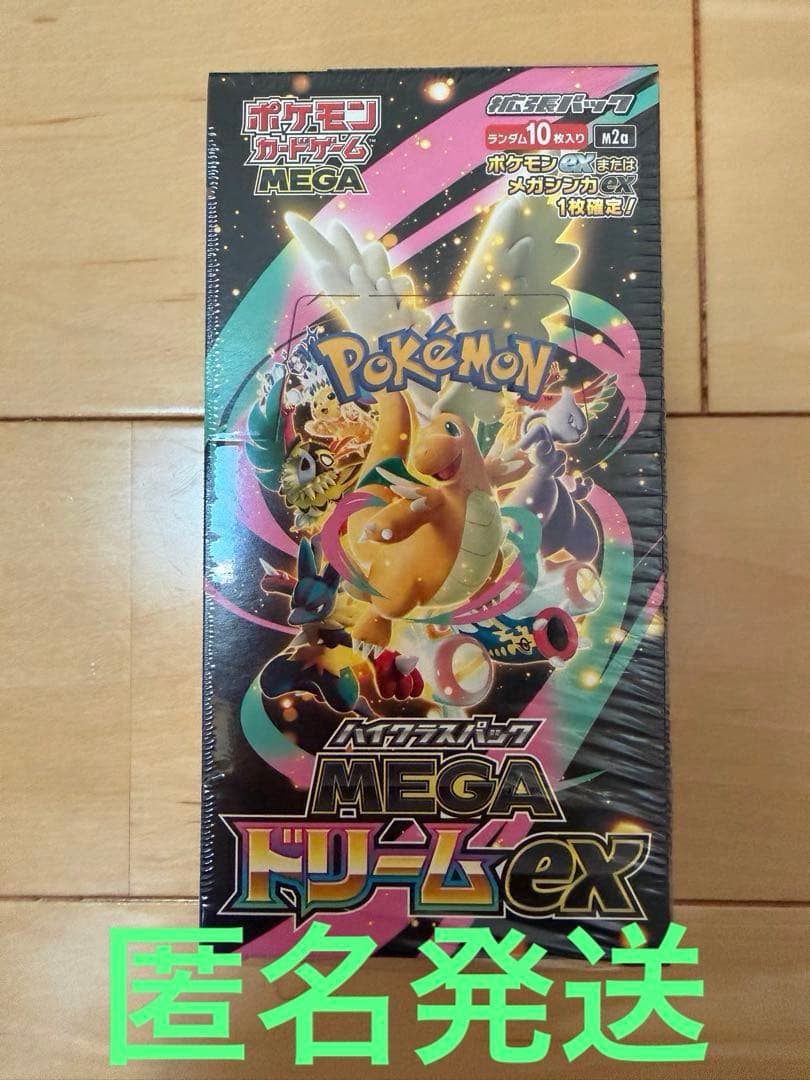 ポケモン
カードゲーム
MEGA
拡張パック
ランダム10枚入り M2a
ポケモンexまたは
メガシンカex
1枚確定!
POKÉMON
ハイクラスパック
MEGA
ドリームex
匿名発送